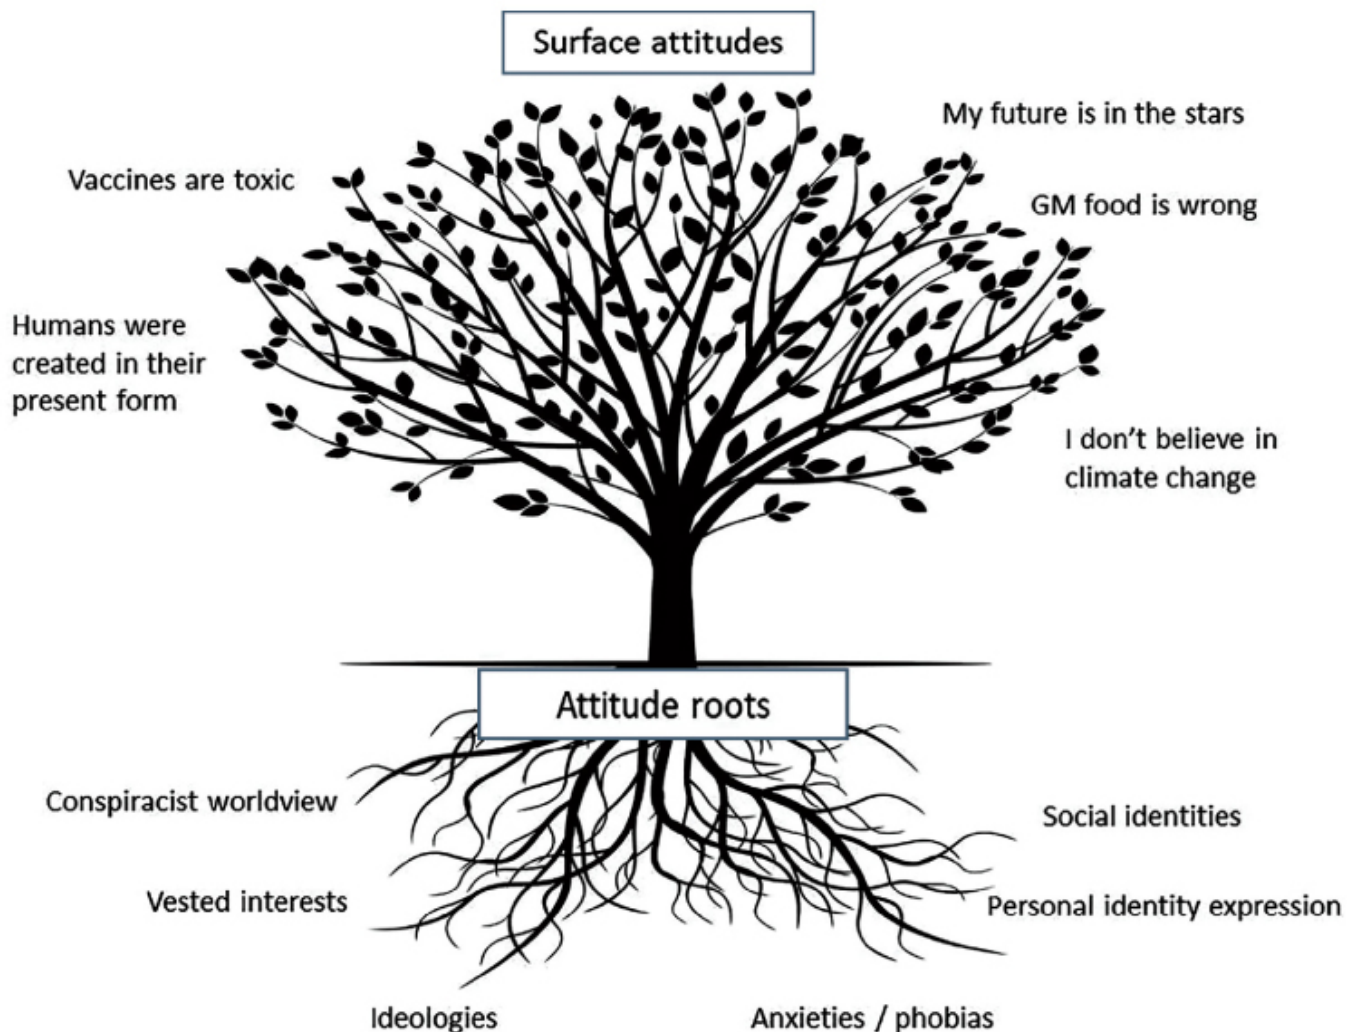 Surface attitudes
My future is in the stars
Vaccines are toxic
GM food is wrong
Humans were
created in their
present form
I don't believe in
climate change
Attitude roots
Conspiracist worldview
Social identities
Vested interests
Personal identity expression
Ideologies
Anxieties / phobias